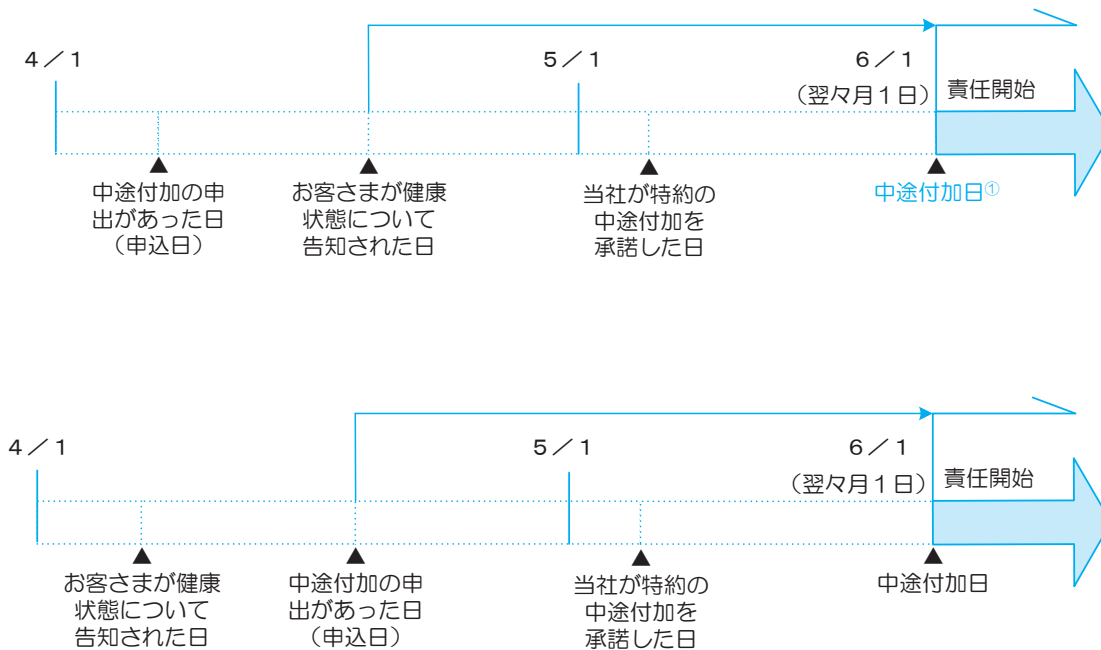 4／1
5／1
6／1
（翌々月1日）
責任開始
中途付加の申
出があった日
（申込日）
お客さまが健康
状態について
告知された日
当社が特約の
中途付加を
承諾した日
中途付加日①
4／1
5／1
6／1
（翌々月1日）
責任開始
お客さまが健康
状態について
告知された日
中途付加の申
出があった日
（申込日）
当社が特約の
中途付加を
承諾した日
中途付加日